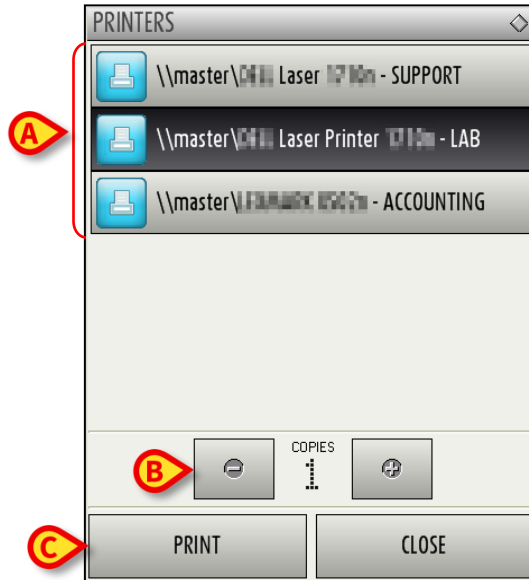 PRINTERS
\\master\ Laser - SUPPORT
\\master\ Laser Printer - LAB
\\master\ - ACCOUNTING
A
COPIES
B
1
C
PRINT
CLOSE